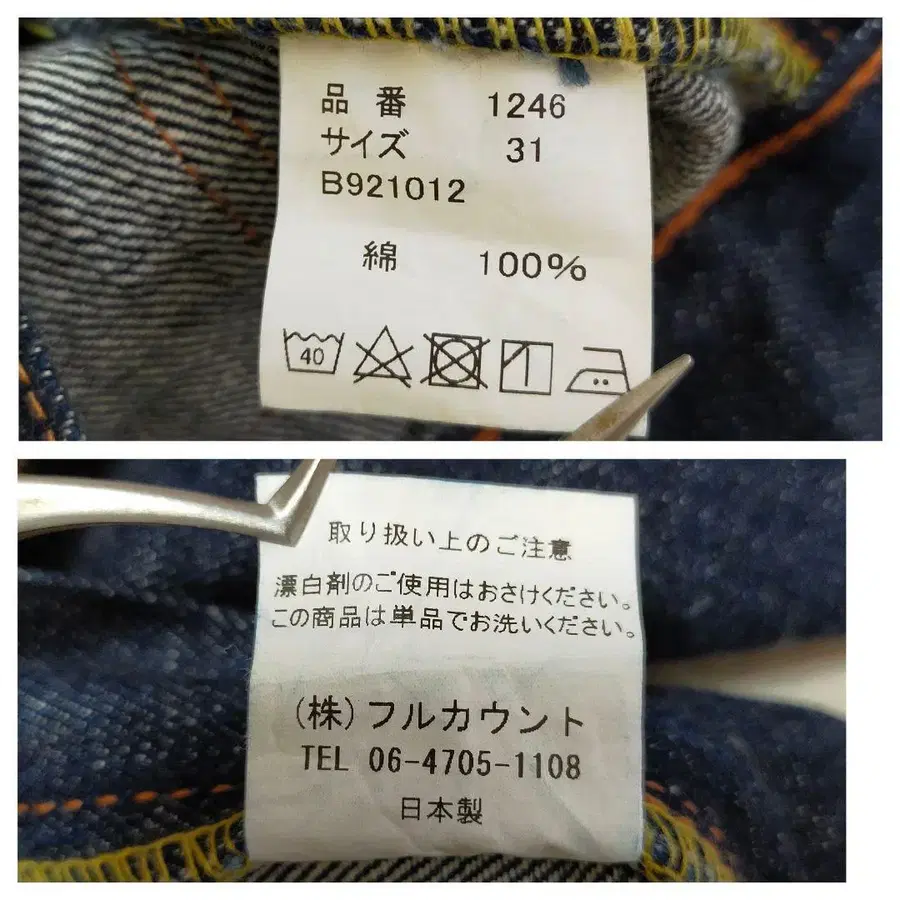 品 番 1246
サイズ 31
B921012
綿 100%
40
取り扱い上のご注意
漂白剤のご使用はおさけください。
この商品は単品でお洗いください。
(株)フルカウント
TEL 06-4705-1108
日本製